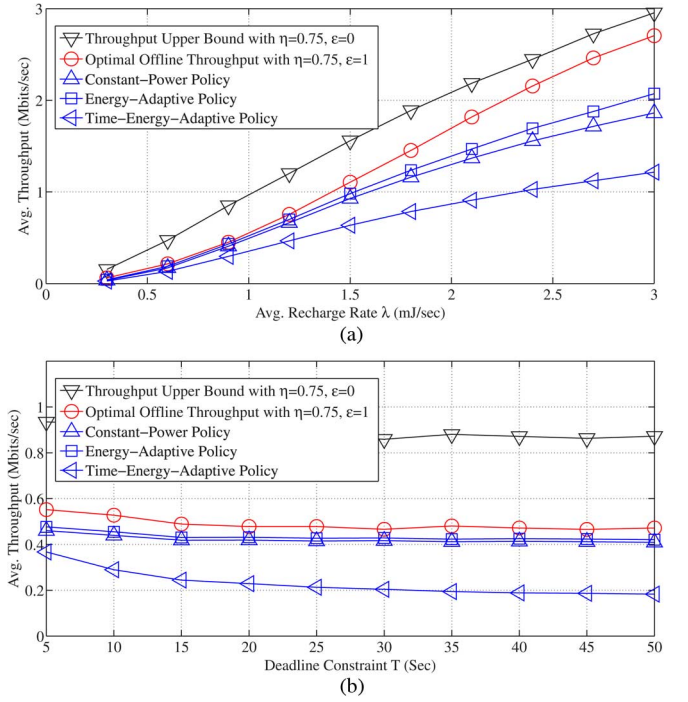 3
2
1
0
Avg. Throughput (Mbits/sec)
Throughput Upper Bound with η=0.75, ε=0
Optimal Offline Throughput with η=0.75, ε=1
Constant−Power Policy
Energy−Adaptive Policy
Time−Energy−Adaptive Policy
0 0.5 1 1.5 2 2.5 3
Avg. Recharge Rate λ (mJ/sec)
(a)
1
0.8
0.6
0.4
0.2
0
Avg. Throughput (Mbits/sec)
Throughput Upper Bound with η=0.75, ε=0
Optimal Offline Throughput with η=0.75, ε=1
Constant−Power Policy
Energy−Adaptive Policy
Time−Energy−Adaptive Policy
5 10 15 20 25 30 35 40 45 50
Deadline Constraint T (Sec)
(b)